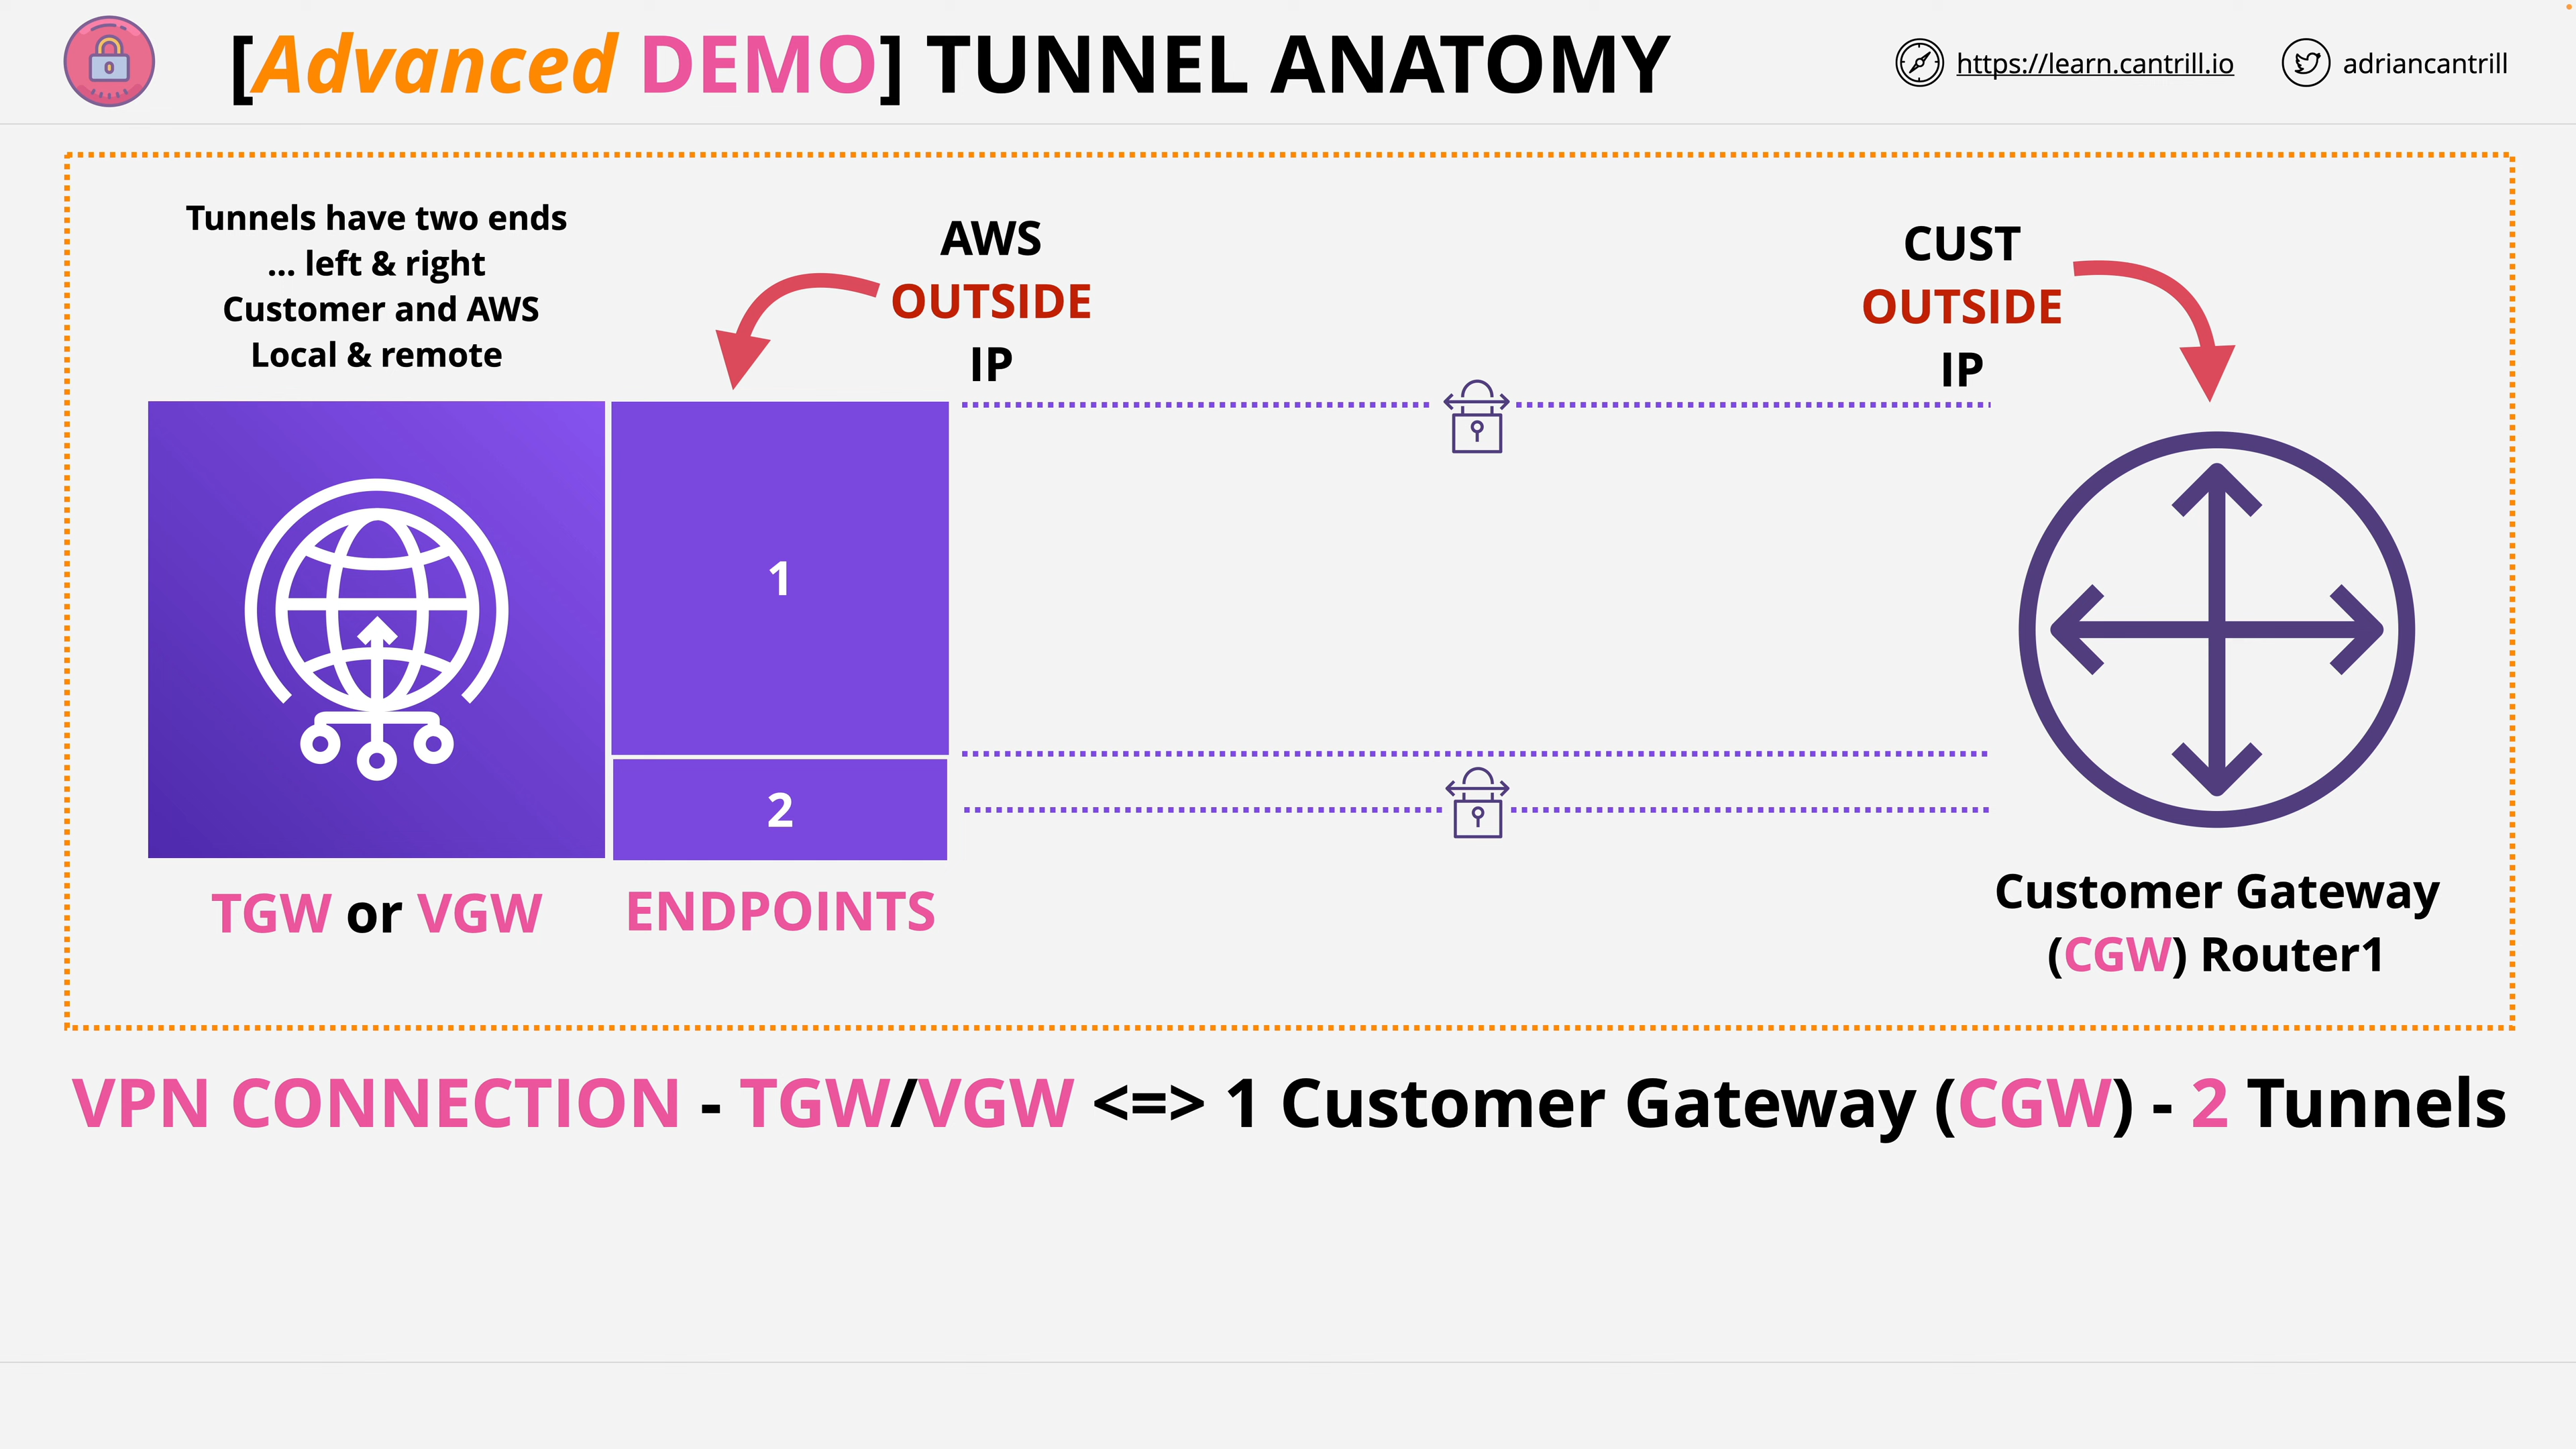 [Advanced DEMO] TUNNEL ANATOMY
https://learn.cantrill.io
adriancantrill
Tunnels have two ends
... left & right
Customer and AWS
Local & remote
AWS
OUTSIDE
IP
CUST
OUTSIDE
IP
1
2
TGW or VGW
ENDPOINTS
Customer Gateway
(CGW) Router1
VPN CONNECTION - TGW/VGW <=> 1 Customer Gateway (CGW) - 2 Tunnels